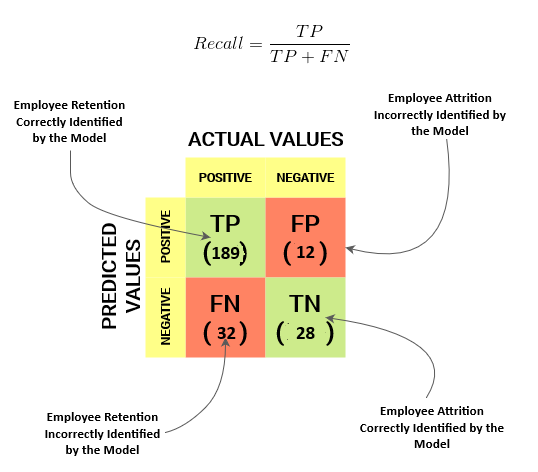 Recall = TP / TP + FN
Employee Retention
Correctly Identified
by the Model
Employee Attrition
Incorrectly Identified by
the Model
ACTUAL VALUES
POSITIVE NEGATIVE
PREDICTED
VALUES
POSITIVE
TP FP
(189) (12)
NEGATIVE
FN TN
(32) (28)
Employee Retention
Incorrectly Identified
by the Model
Employee Attrition
Correctly Identified by the
Model